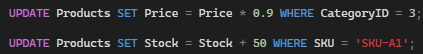 UPDATE Products SET Price = Price * 0.9 WHERE CategoryID = 3;
UPDATE Products SET Stock = Stock + 50 WHERE SKU = 'SKU-A1';